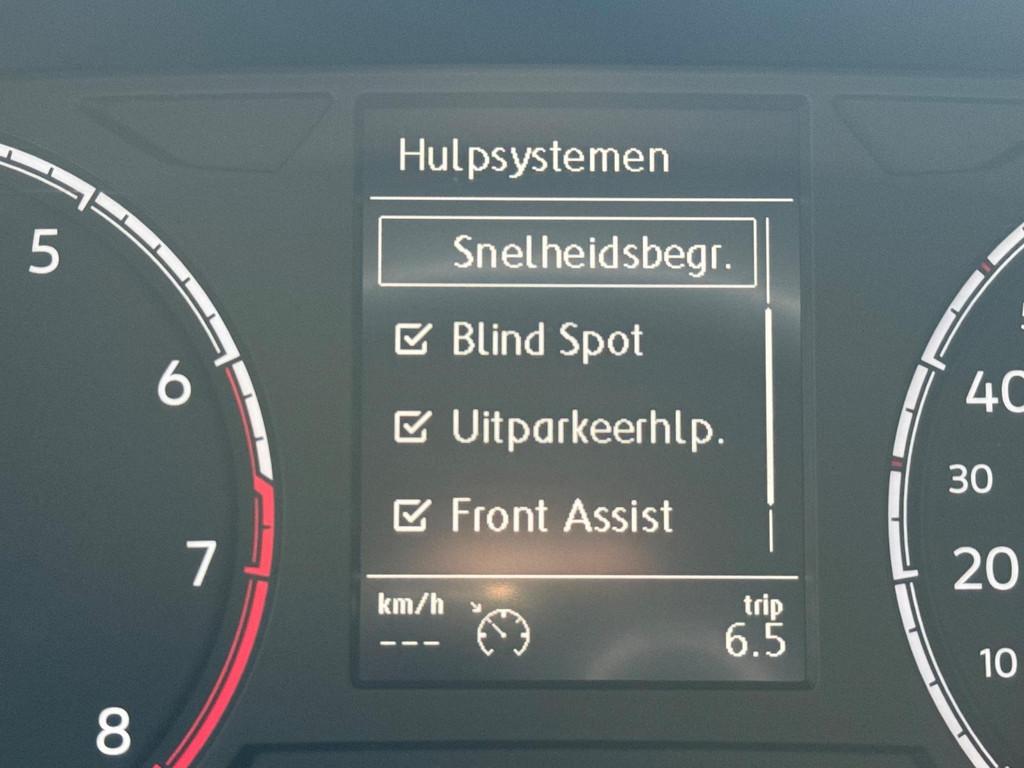 Hulpsystemen
Snelheidsbegr.
Blind Spot
Uitparkeerhlp.
Front Assist
km/h
---
trip
6.5
5
6
7
8
40
30
20
10